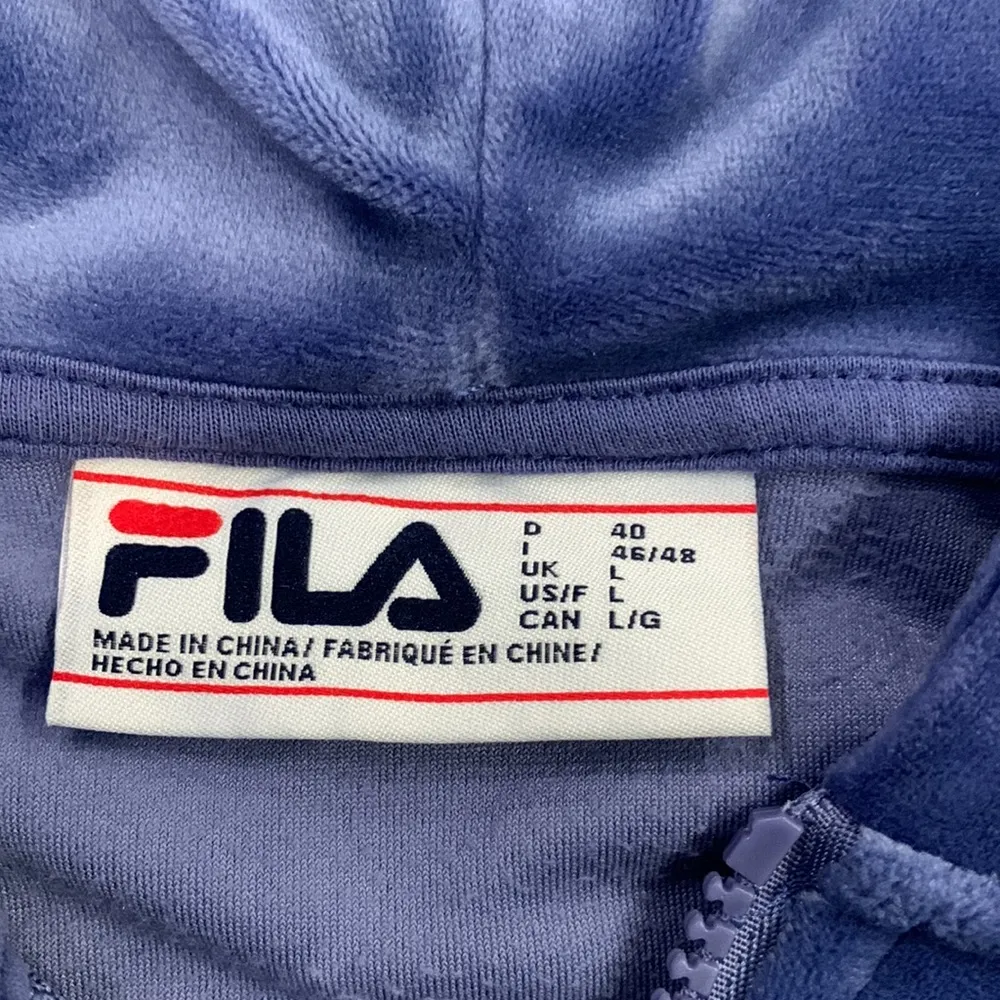 FILA
D 40
I 46/48
UK L
US/F L
CAN L/G
MADE IN CHINA/ FABRIQUÉ EN CHINE/
HECHO EN CHINA